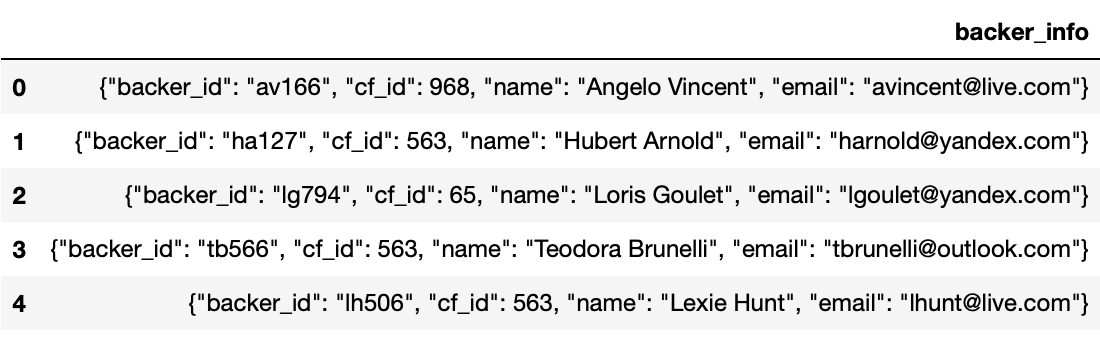 backer_info
0 {"backer_id": "av166", "cf_id": 968, "name": "Angelo Vincent", "email": "avincent@live.com"}
1 {"backer_id": "ha127", "cf_id": 563, "name": "Hubert Arnold", "email": "harnold@yandex.com"}
2 {"backer_id": "lg794", "cf_id": 65, "name": "Loris Goulet", "email": "lgoulet@yandex.com"}
3 {"backer_id": "tb566", "cf_id": 563, "name": "Teodora Brunelli", "email": "tbrunelli@outlook.com"}
4 {"backer_id": "lh506", "cf_id": 563, "name": "Lexie Hunt", "email": "lhunt@live.com"}